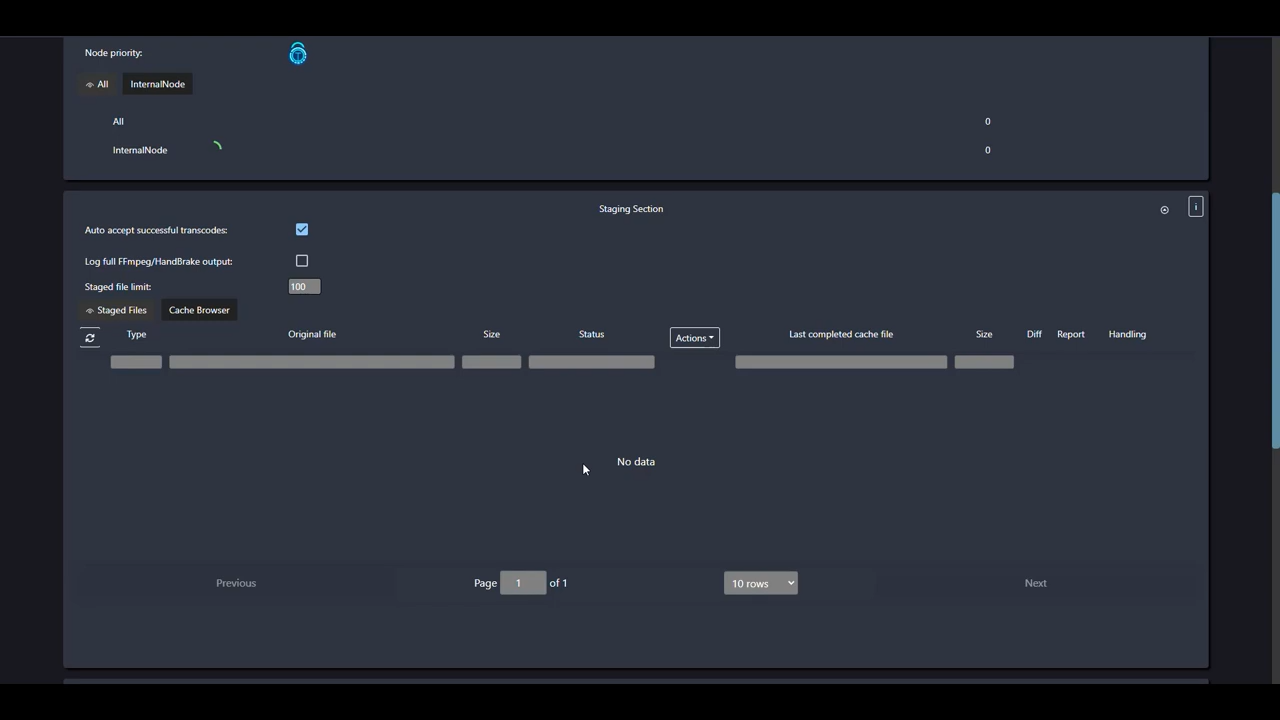 Node priority:
All InternalNode
All 0
InternalNode 0
Staging Section i
Auto accept successful transcodes:
Log full FFmpeg/HandBrake output:
Staged file limit: 100
Staged Files Cache Browser
Type Original file Size Status Actions Last completed cache file Size Diff Report Handling
No data
Previous Page 1 of 1 10 rows Next